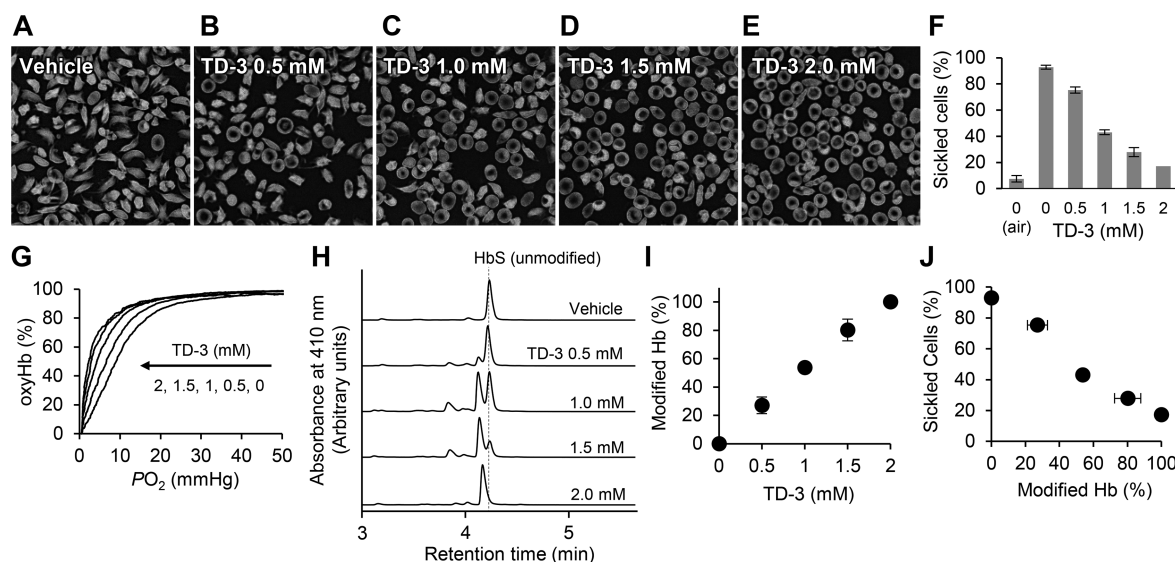 A
B
C
D
E
F
Vehicle
TD-3 0.5 mM
TD-3 1.0 mM
TD-3 1.5 mM
TD-3 2.0 mM
Sickled cells (%)
100
80
60
40
20
0
0 0 0.5 1 1.5 2
(air) TD-3 (mM)
G
oxyHb (%)
100
80
60
40
20
0
TD-3 (mM)
2, 1.5, 1, 0.5, 0
0 10 20 30 40 50
PO2 (mmHg)
H
HbS (unmodified)
Absorbance at 410 nm
(Arbitrary units)
Vehicle
TD-3 0.5 mM
1.0 mM
1.5 mM
2.0 mM
3 4 5
Retention time (min)
I
Modified Hb (%)
100
80
60
40
20
0
0 0.5 1 1.5 2
TD-3 (mM)
J
Sickled Cells (%)
100
80
60
40
20
0
0 20 40 60 80 100
Modified Hb (%)